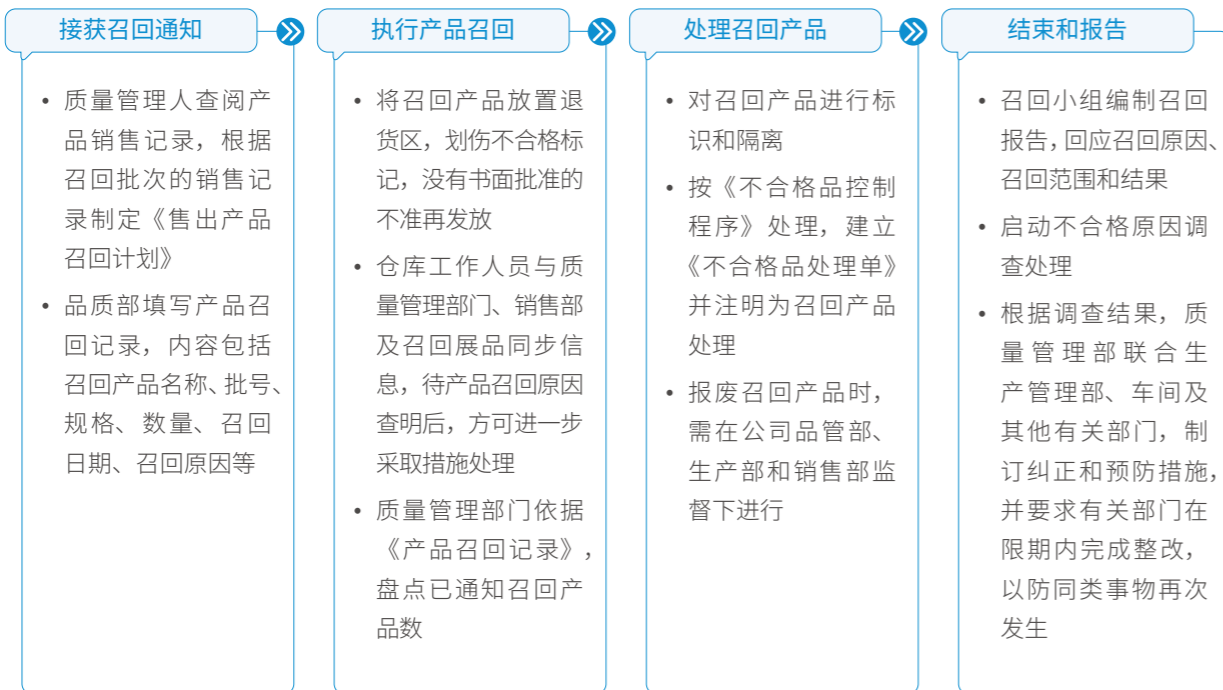 接获召回通知
• 质量管理人查阅产
品销售记录，根据
召回批次的销售记
录制定《售出产品
召回计划》
• 品质部填写产品召
回记录，内容包括
召回产品名称、批号、
规格、数量、召回
日期、召回原因等
执行产品召回
• 将召回产品放置退
货区，划伤不合格标
记，没有书面批准的
不准再发放
• 仓库工作人员与质
量管理部门、销售部
及召回展品同步信
息，待产品召回原因
查明后，方可进一步
采取措施处理
• 质量管理部门依据
《产品召回记录》，
盘点已通知召回产
品数
处理召回产品
• 对召回产品进行标
识和隔离
• 按《不合格品控制
程序》处理，建立
《不合格品处理单》
并注明为召回产品
处理
• 报废召回产品时，
需在公司品管部、
生产部和销售部监
督下进行
结束和报告
• 召回小组编制召回
报告，回应召回原因、
召回范围和结果
• 启动不合格原因调
查处理
• 根据调查结果，质
量管理部联合生
产管理部、车间及
其他有关部门，制
订纠正和预防措施，
并要求有关部门在
限期内完成整改，
以防同类事物再次
发生